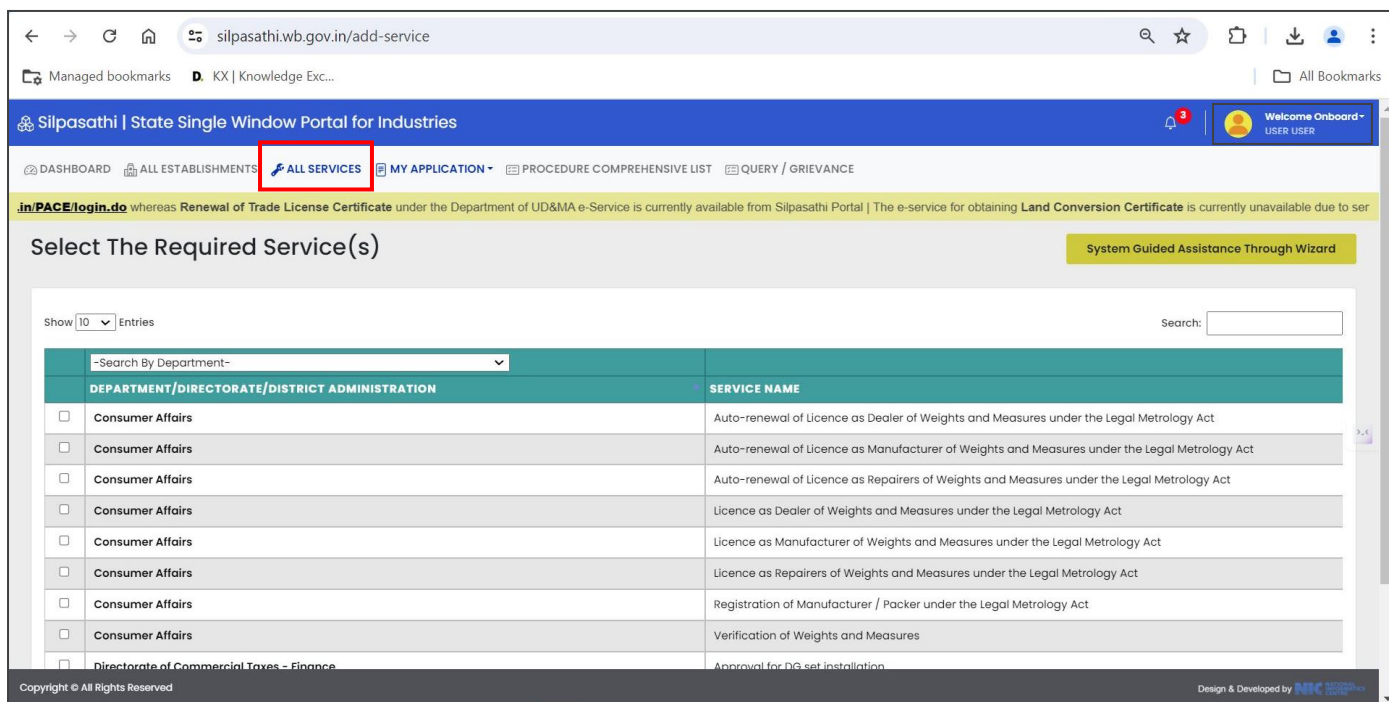 silpasathi.wb.gov.in/add-service
Managed bookmarks D. KX | Knowledge Exc... All Bookmarks
Silpasathi | State Single Window Portal for Industries 3 Welcome Onboard
USER USER
DASHBOARD ALL ESTABLISHMENTS ALL SERVICES MY APPLICATION PROCEDURE COMPREHENSIVE LIST QUERY / GRIEVANCE
.in/PACE/login.do whereas Renewal of Trade License Certificate under the Department of UD&MA e-Service is currently available from Silpasathi Portal | The e-service for obtaining Land Conversion Certificate is currently unavailable due to ser
Select The Required Service(s) System Guided Assistance Through Wizard
Show 10 Entries Search:
-Search By Department-
DEPARTMENT/DIRECTORATE/DISTRICT ADMINISTRATION SERVICE NAME
Consumer Affairs Auto-renewal of Licence as Dealer of Weights and Measures under the Legal Metrology Act
Consumer Affairs Auto-renewal of Licence as Manufacturer of Weights and Measures under the Legal Metrology Act
Consumer Affairs Auto-renewal of Licence as Repairers of Weights and Measures under the Legal Metrology Act
Consumer Affairs Licence as Dealer of Weights and Measures under the Legal Metrology Act
Consumer Affairs Licence as Manufacturer of Weights and Measures under the Legal Metrology Act
Consumer Affairs Licence as Repairers of Weights and Measures under the Legal Metrology Act
Consumer Affairs Registration of Manufacturer / Packer under the Legal Metrology Act
Consumer Affairs Verification of Weights and Measures
Directorate of Commercial Taxes - Finance Approval for DG set installation
Copyright © All Rights Reserved Design & Developed by NIC NATIONAL
INFORMATICS
CENTRE